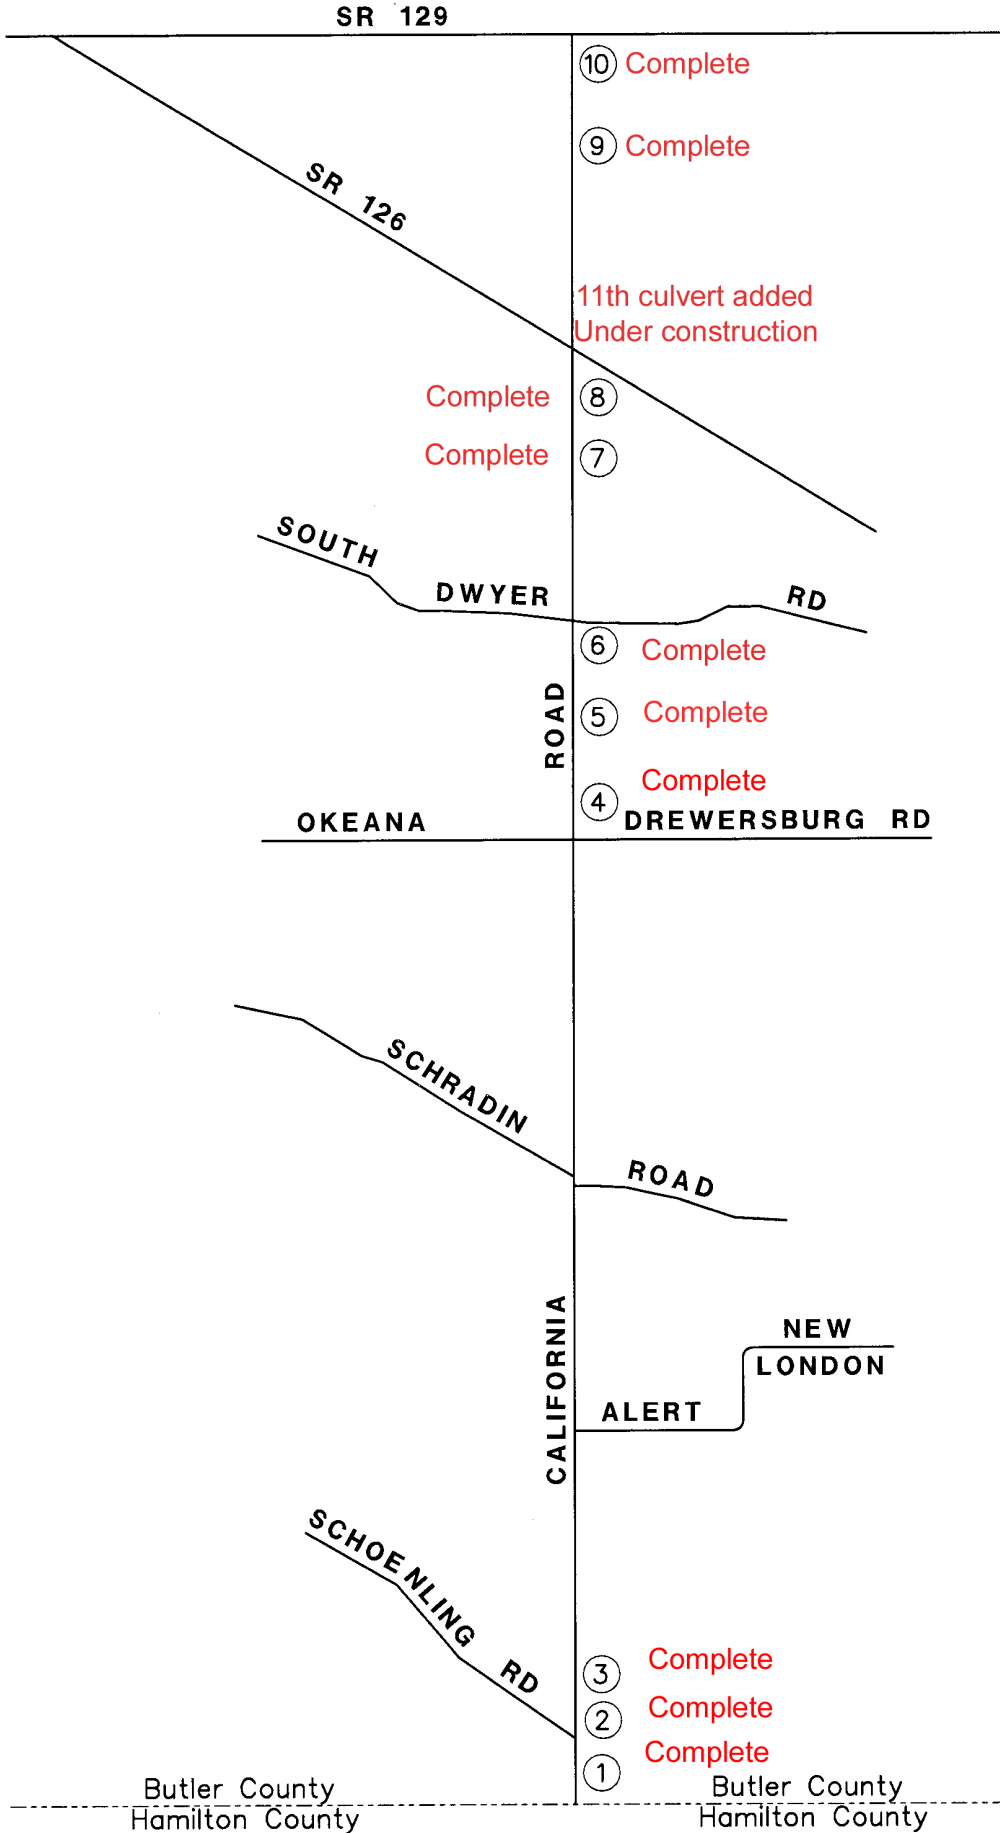 SR 129
10 Complete
9 Complete
SR 126
11th culvert added
Under construction
Complete 8
Complete 7
SOUTH DWYER RD
6 Complete
5 Complete
ROAD
Complete
4
OKEANA DREWERSBURG RD
SCHRADIN ROAD
CALIFORNIA
NEW
LONDON
ALERT
SCHOENLING RD
3 Complete
2 Complete
1 Complete
Butler County Butler County
Hamilton County Hamilton County